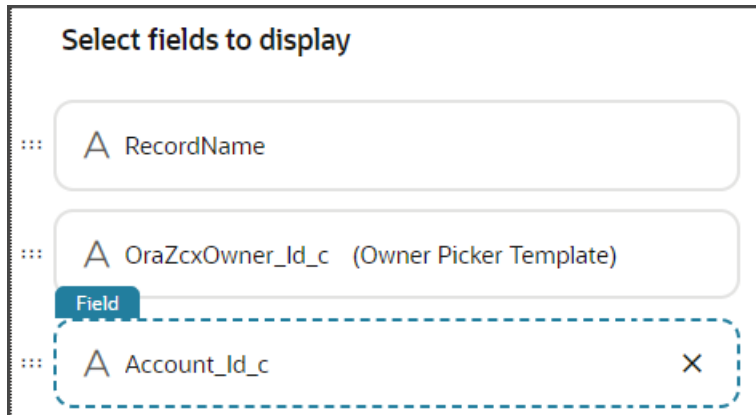 Select fields to display
A RecordName
A OraZcxOwner_Id_c (Owner Picker Template)
Field
A Account_Id_c